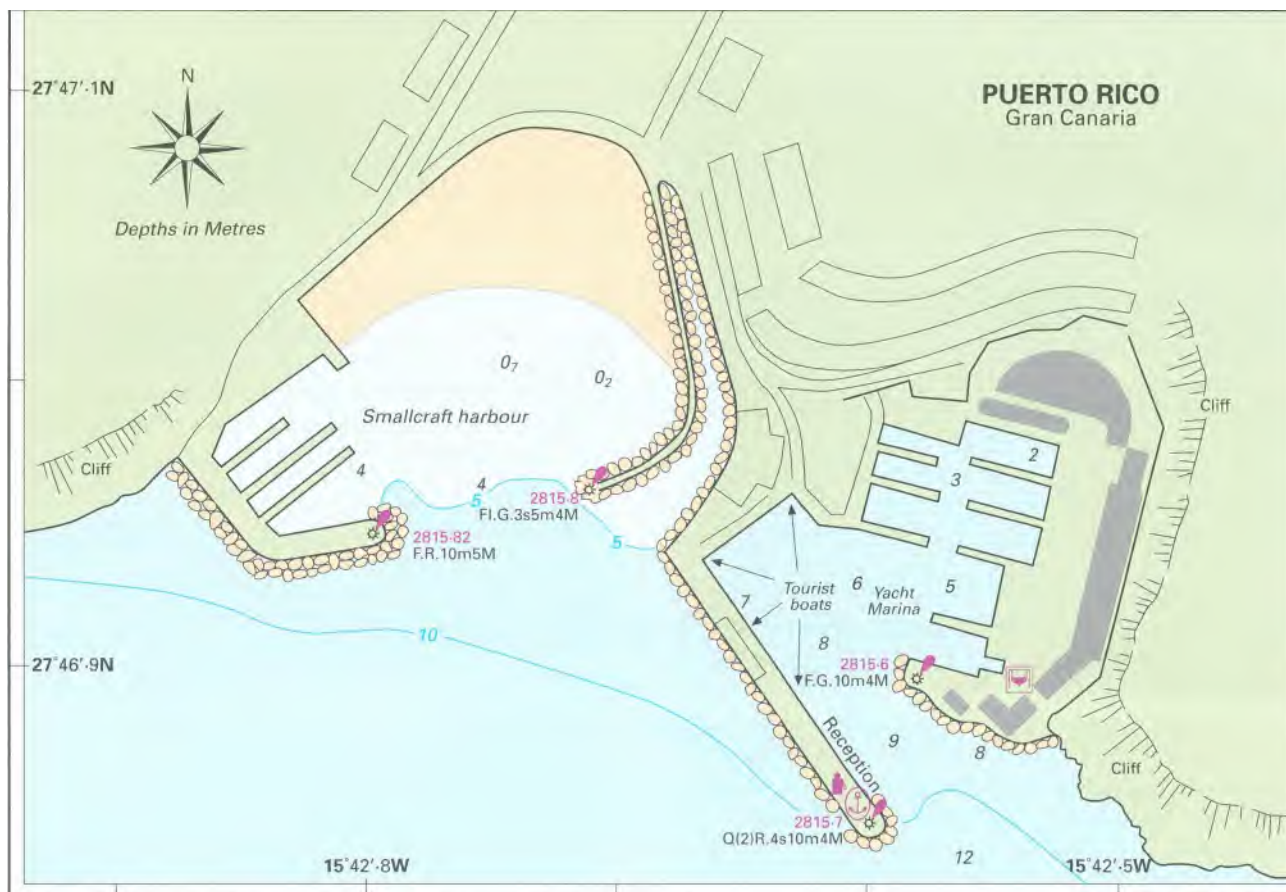 27°47'·1N
N
PUERTO RICO
Gran Canaria
Depths in Metres
0₇
0₂
Smallcraft harbour
Cliff
Cliff
2
3
4
4
5
2815·8
Fl.G.3s5m4M
2815·82
F.R.10m5M
5
Tourist
boats
6
Yacht
Marina
5
7
10
8
27°46'·9N
2815·6
F.G.10m4M
Reception
9
8
Cliff
2815·7
Q(2)R.4s10m4M
12
15°42'·8W
15°42'·5W